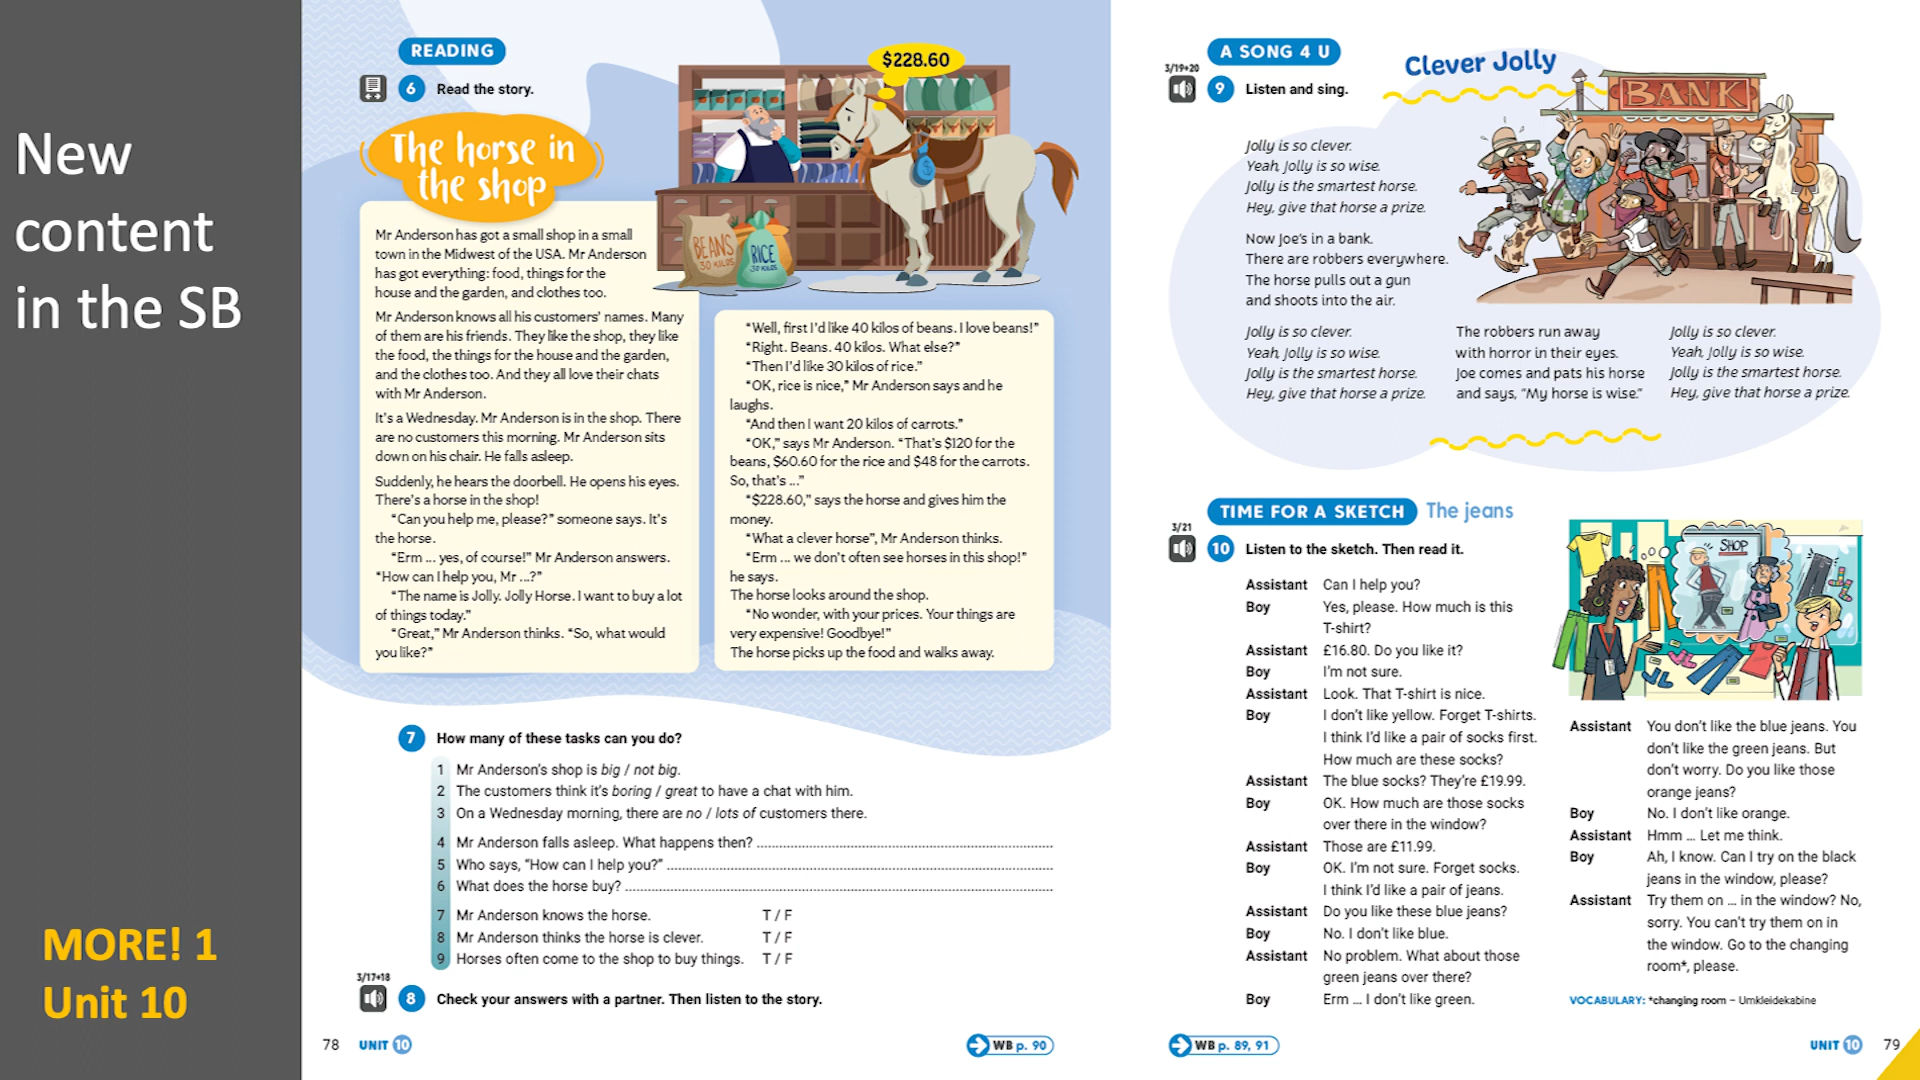 New
content
in the SB
MORE! 1
Unit 10
READING
6 Read the story.
The horse in
the shop
$228.60
BEANS
30 KILOS
RICE
30 KILOS
Mr Anderson has got a small shop in a small
town in the Midwest of the USA. Mr Anderson
has got everything: food, things for the
house and the garden, and clothes too.
Mr Anderson knows all his customers' names. Many
of them are his friends. They like the shop, they like
the food, the things for the house and the garden,
and the clothes too. And they all love their chats
with Mr Anderson.
It's a Wednesday. Mr Anderson is in the shop. There
are no customers this morning. Mr Anderson sits
down on his chair. He falls asleep.
Suddenly, he hears the doorbell. He opens his eyes.
There's a horse in the shop!
"Can you help me, please?" someone says. It's
the horse.
"Erm ... yes, of course!" Mr Anderson answers.
"How can I help you, Mr ...?"
"The name is Jolly. Jolly Horse. I want to buy a lot
of things today."
"Great," Mr Anderson thinks. "So, what would
you like?"
"Well, first I'd like 40 kilos of beans. I love beans!"
"Right. Beans. 40 kilos. What else?"
"Then I'd like 30 kilos of rice."
"OK, rice is nice," Mr Anderson says and he
laughs.
"And then I want 20 kilos of carrots."
"OK," says Mr Anderson. "That's $120 for the
beans, $60.60 for the rice and $48 for the carrots.
So, that's ..."
"$228.60," says the horse and gives him the
money.
"What a clever horse", Mr Anderson thinks.
"Erm ... we don't often see horses in this shop!"
he says.
The horse looks around the shop.
"No wonder, with your prices. Your things are
very expensive! Goodbye!"
The horse picks up the food and walks away.
7 How many of these tasks can you do?
1 Mr Anderson's shop is big / not big.
2 The customers think it's boring / great to have a chat with him.
3 On a Wednesday morning, there are no / lots of customers there.
4 Mr Anderson falls asleep. What happens then?
5 Who says, "How can I help you?"
6 What does the horse buy?
7 Mr Anderson knows the horse. T / F
8 Mr Anderson thinks the horse is clever. T / F
9 Horses often come to the shop to buy things. T / F
3/17+18
8 Check your answers with a partner. Then listen to the story.
78 UNIT 10
WB p. 90
A SONG 4 U
Clever Jolly
3/19+20
9 Listen and sing.
BANK
Jolly is so clever.
Yeah, Jolly is so wise.
Jolly is the smartest horse.
Hey, give that horse a prize.
Now Joe's in a bank.
There are robbers everywhere.
The horse pulls out a gun
and shoots into the air.
Jolly is so clever.
Yeah, Jolly is so wise.
Jolly is the smartest horse.
Hey, give that horse a prize.
The robbers run away
with horror in their eyes.
Joe comes and pats his horse
and says, "My horse is wise."
Jolly is so clever.
Yeah, Jolly is so wise.
Jolly is the smartest horse.
Hey, give that horse a prize.
TIME FOR A SKETCH The jeans
3/21
10 Listen to the sketch. Then read it.
SHOP
Assistant Can I help you?
Boy Yes, please. How much is this
T-shirt?
Assistant £16.80. Do you like it?
Boy I'm not sure.
Assistant Look. That T-shirt is nice.
Boy I don't like yellow. Forget T-shirts.
I think I'd like a pair of socks first.
How much are these socks?
Assistant The blue socks? They're £19.99.
Boy OK. How much are those socks
over there in the window?
Assistant Those are £11.99.
Boy OK. I'm not sure. Forget socks.
I think I'd like a pair of jeans.
Assistant Do you like these blue jeans?
Boy No. I don't like blue.
Assistant No problem. What about those
green jeans over there?
Boy Erm ... I don't like green.
Assistant You don't like the blue jeans. You
don't like the green jeans. But
don't worry. Do you like those
orange jeans?
Boy No. I don't like orange.
Assistant Hmm ... Let me think.
Boy Ah, I know. Can I try on the black
jeans in the window, please?
Assistant Try them on ... in the window? No,
sorry. You can't try them on in
the window. Go to the changing
room*, please.
VOCABULARY: *changing room – Umkleidekabine
WB p. 89, 91
UNIT 10 79